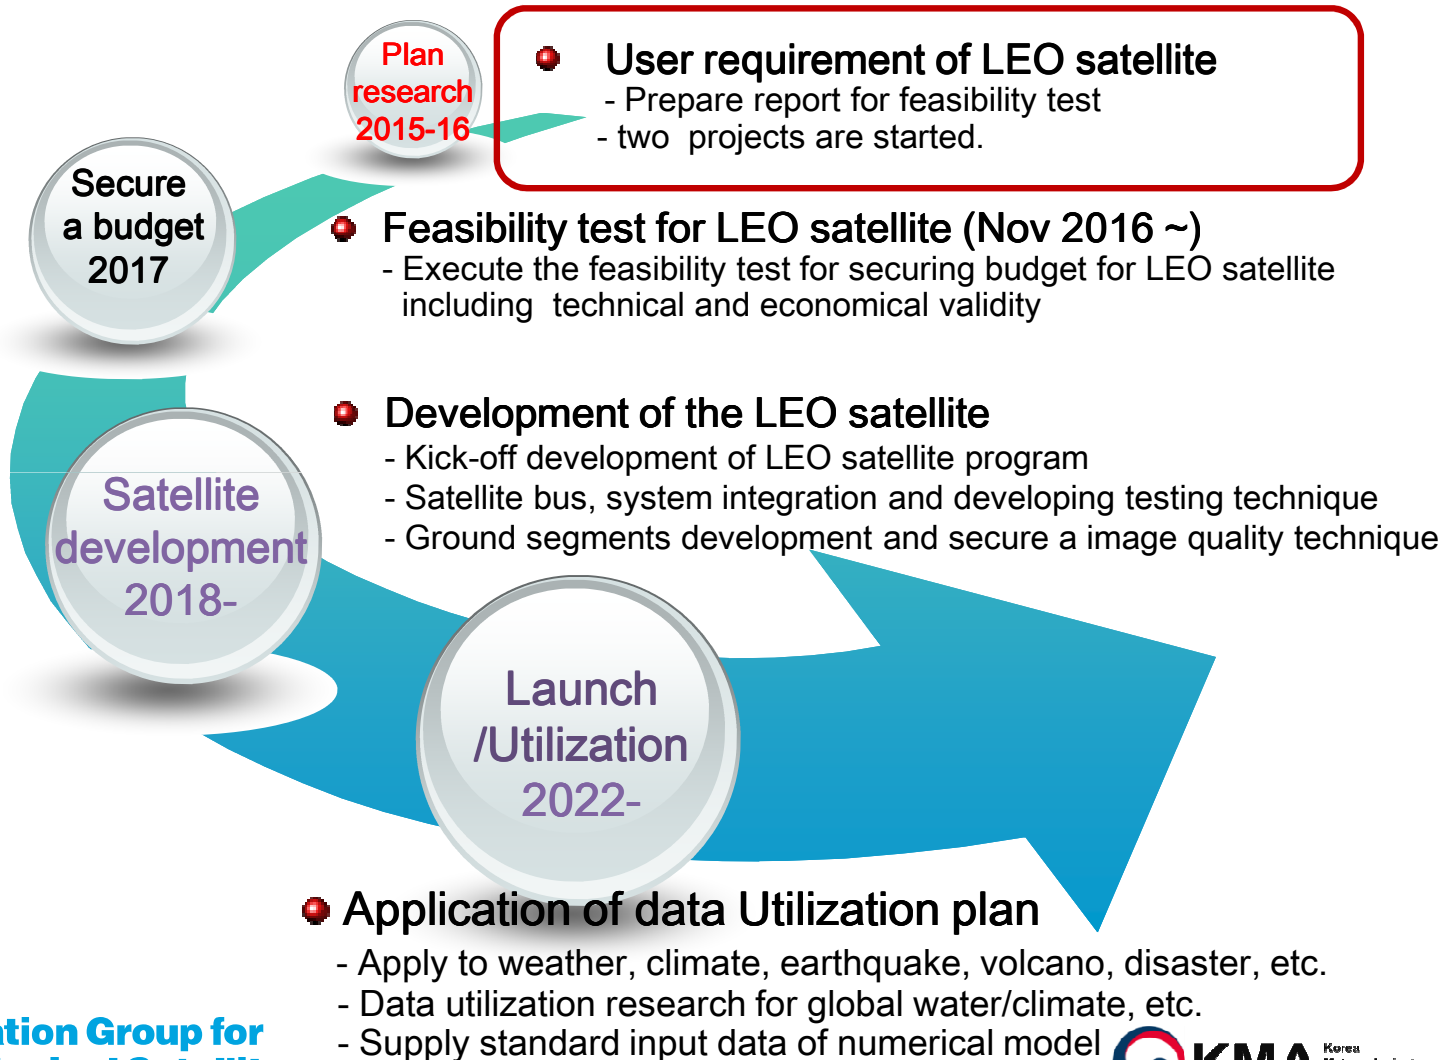 Plan
research
2015-16
User requirement of LEO satellite
- Prepare report for feasibility test
- two projects are started.
Secure
a budget
2017
Feasibility test for LEO satellite (Nov 2016 ~)
- Execute the feasibility test for securing budget for LEO satellite
including technical and economical validity
Satellite
development
2018-
Development of the LEO satellite
- Kick-off development of LEO satellite program
- Satellite bus, system integration and developing testing technique
- Ground segments development and secure a image quality technique
Launch
/Utilization
2022-
Application of data Utilization plan
- Apply to weather, climate, earthquake, volcano, disaster, etc.
- Data utilization research for global water/climate, etc.
- Supply standard input data of numerical model
ation Group for
KMA Korea